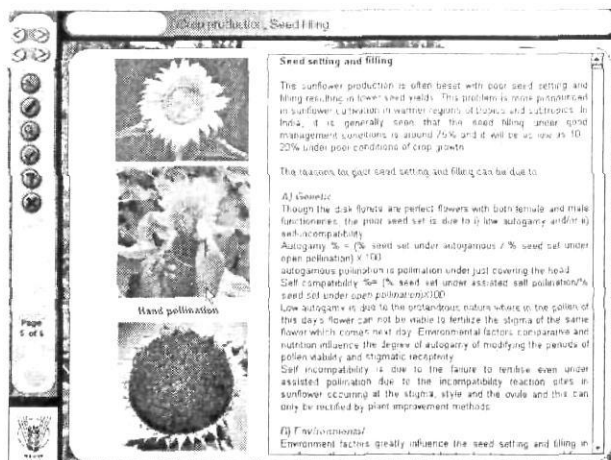 Crop production, Seed filling
Seed setting and filling
The sunflower production is often beset with poor seed setting and
filling resulting in lower seed yields. This problem is more pronounced
in sunflower cultivation in warmer regions of tropics and subtropics. In
India, it is generally seen that the seed filling under good
management conditions is around 75% and it will be as low as 10-
20% under poor conditions of crop growth
The reasons for poor seed setting and filling can be due to
A) Genetic
Though the disk florets are perfect flowers with both female and male
functioneries, the poor seed set is due to i) low autogamy and/or ii)
self-incompatibility.
Autogamy % = (% seed set under autogamous / % seed set under
open pollination) X 100
autogamous pollination is pollination under just covering the head
Self compatibility %= (% seed set under assisted self pollination/%
seed set under open pollination)X100
Low autogamy is due to the protandrous nature where in the pollen of
this day's flower can not be viable to fertilize the stigma of the same
flower which comes next day. Environmental factors comparative and
nutrition influence the degree of autogamy of modifying the periods of
pollen viability and stigmatic receptivity
Self incompatibility is due to the failure to fertilise even under
assisted pollination due to the incompatibility reaction sites in
sunflower occuring at the stigma, style and the ovule and this can
only be rectified by plant improvement methods
B) Environmental
Environment factors greatly influence the seed setting and filling in
Hand pollination
Page
5 of 6